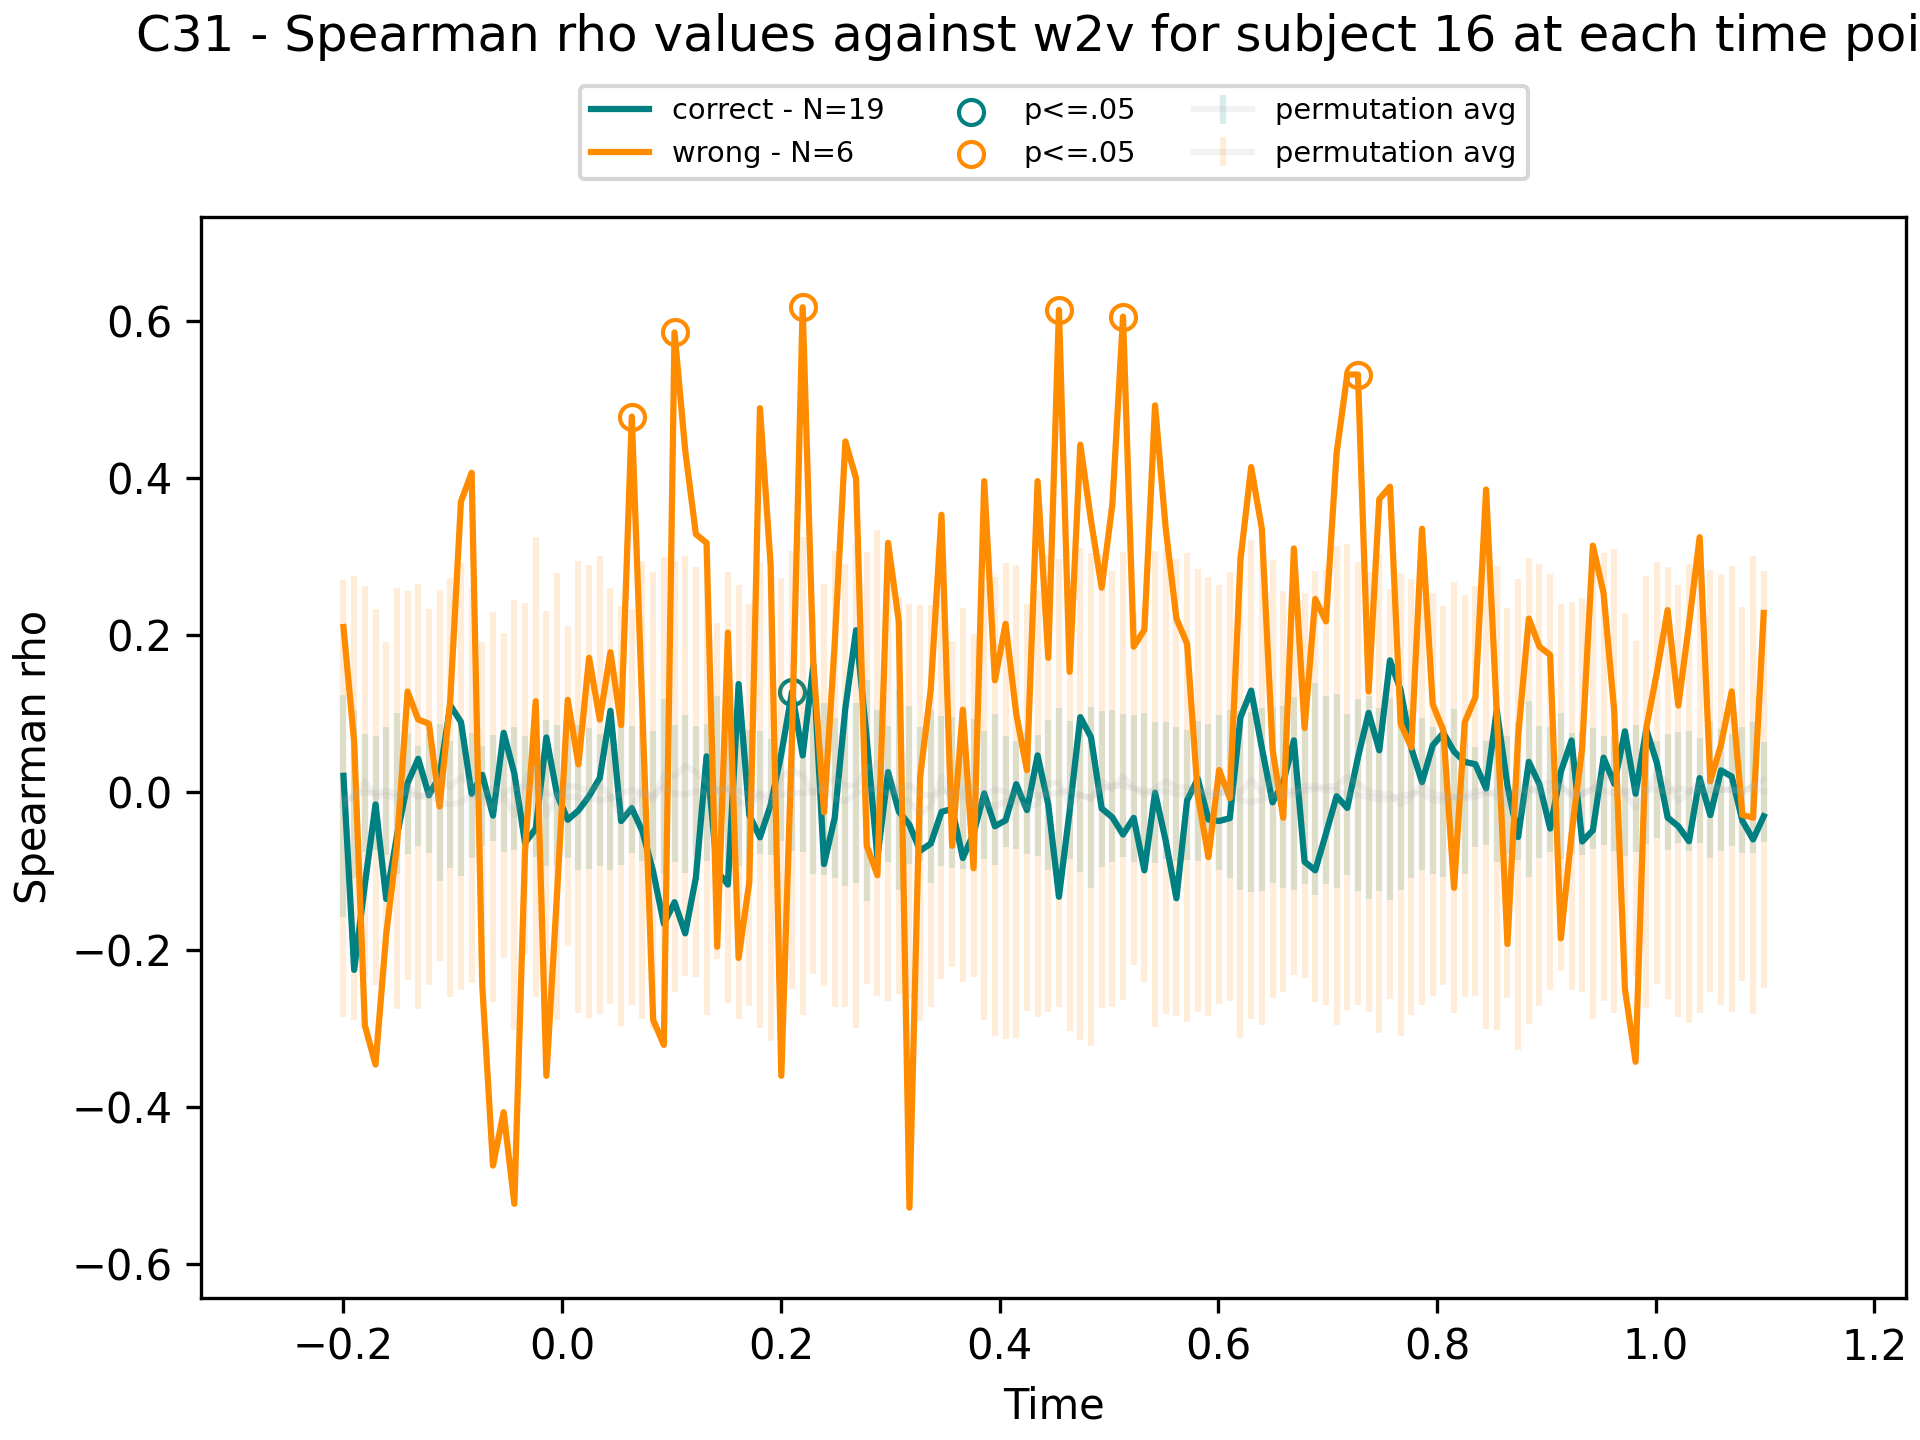 C31 - Spearman rho values against w2v for subject 16 at each time poi
correct - N=19
wrong - N=6
p<=.05
p<=.05
permutation avg
permutation avg
Spearman rho
0.6
0.4
0.2
0.0
−0.2
−0.4
−0.6
−0.2 0.0 0.2 0.4 0.6 0.8 1.0 1.2
Time